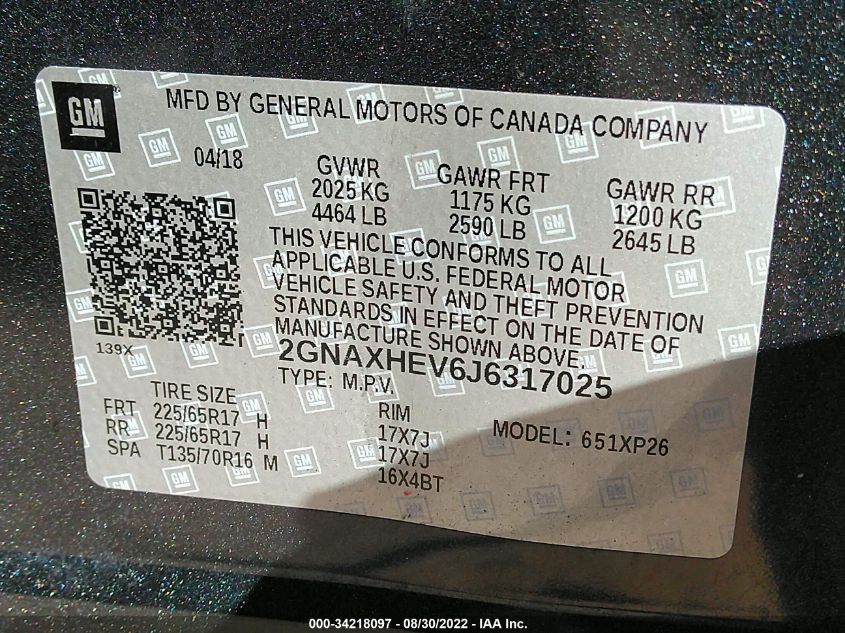 GM ®
MFD BY GENERAL MOTORS OF CANADA COMPANY
04/18
GVWR GAWR FRT GAWR RR
2025 KG 1175 KG 1200 KG
4464 LB 2590 LB 2645 LB
THIS VEHICLE CONFORMS TO ALL
APPLICABLE U.S. FEDERAL MOTOR
VEHICLE SAFETY AND THEFT PREVENTION
STANDARDS IN EFFECT ON THE DATE OF
MANUFACTURE SHOWN ABOVE.
139X
2GNAXHEV6J6317025
TYPE: M.P.V.
TIRE SIZE RIM
FRT 225/65R17 H 17X7J
RR 225/65R17 H 17X7J
SPA T135/70R16 M 16X4BT
MODEL: 651XP26
000-34218097 - 08/30/2022 - IAA Inc.